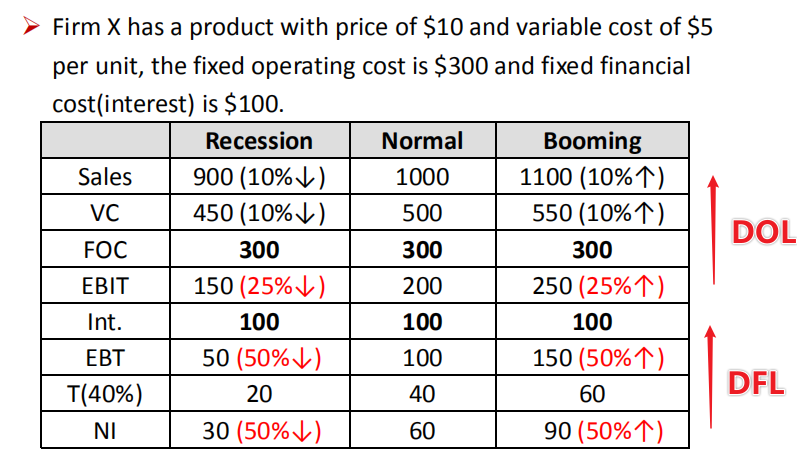 ➢ Firm X has a product with price of $10 and variable cost of $5
per unit, the fixed operating cost is $300 and fixed financial
cost(interest) is $100.
Recession Normal Booming
Sales 900 (10%↓) 1000 1100 (10%↑)
VC 450 (10%↓) 500 550 (10%↑)
DOL
FOC 300 300 300
EBIT 150 (25%↓) 200 250 (25%↑)
Int. 100 100 100
EBT 50 (50%↓) 100 150 (50%↑)
DFL
T(40%) 20 40 60
NI 30 (50%↓) 60 90 (50%↑)